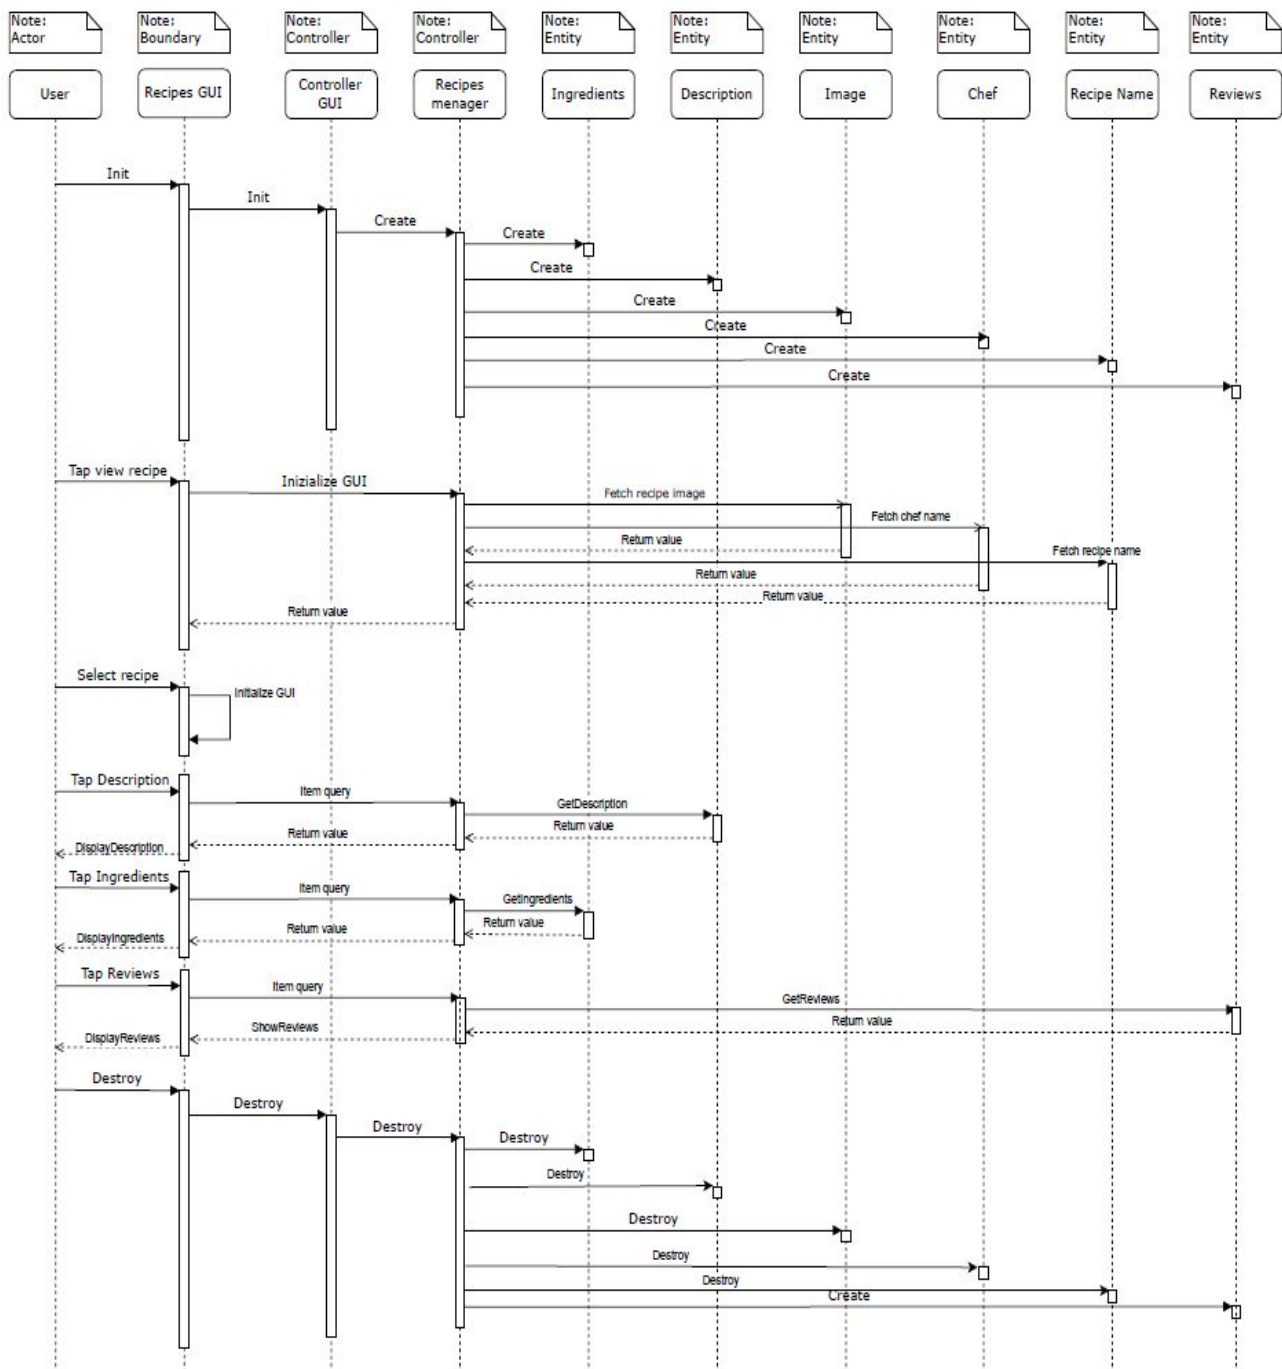 Note:
Actor
Note:
Boundary
Note:
Controller
Note:
Controller
Note:
Entity
Note:
Entity
Note:
Entity
Note:
Entity
Note:
Entity
Note:
Entity
User
Recipes GUI
Controller
GUI
Recipes
menager
Ingredients
Description
Image
Chef
Recipe Name
Reviews
Init
Init
Create
Create
Create
Create
Create
Create
Create
Tap view recipe
Inizialize GUI
Fetch recipe image
Fetch chef name
Return value
Fetch recipe name
Return value
Return value
Return value
Select recipe
Initialize GUI
Tap Description
Item query
GetDescription
Return value
Return value
DisplayDescription
Tap Ingredients
Item query
GetIngredients
Return value
Return value
DisplayIngredients
Tap Reviews
Item query
GetReviews
Return value
ShowReviews
DisplayReviews
Destroy
Destroy
Destroy
Destroy
Destroy
Destroy
Destroy
Destroy
Create